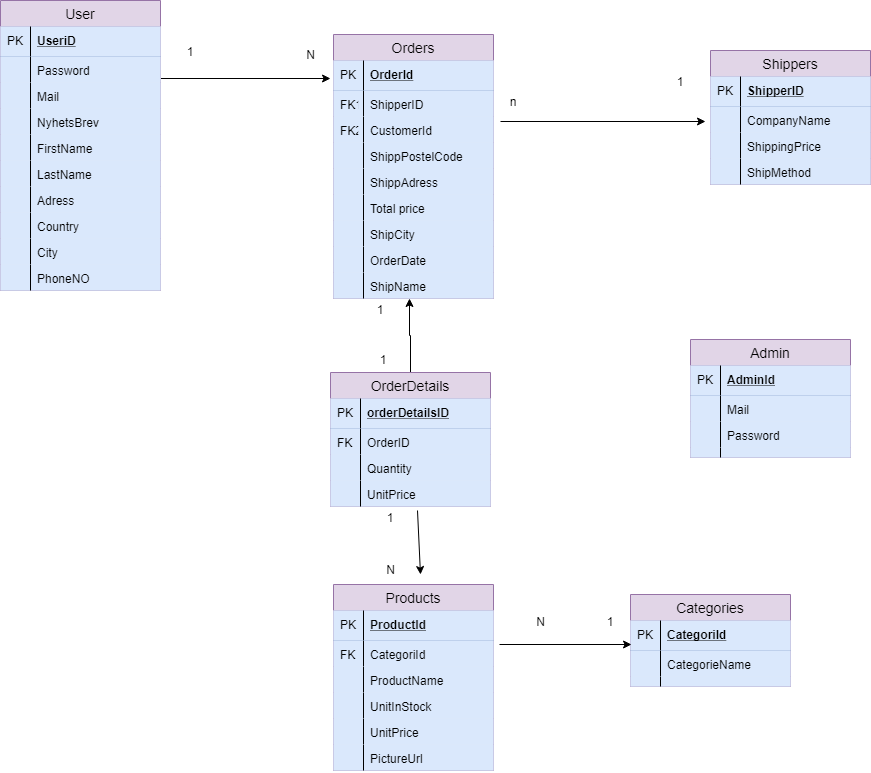 User
PK UseriD
Password
Mail
NyhetsBrev
FirstName
LastName
Adress
Country
City
PhoneNO
1
N
Orders
PK OrderId
FK1 ShipperID
FK2 CustomerId
ShippPostelCode
ShippAdress
Total price
ShipCity
OrderDate
ShipName
n
1
Shippers
PK ShipperID
CompanyName
ShippingPrice
ShipMethod
1
1
OrderDetails
PK orderDetailsID
FK OrderID
Quantity
UnitPrice
Admin
PK AdminId
Mail
Password
1
N
Products
PK ProductId
FK CategoriId
ProductName
UnitInStock
UnitPrice
PictureUrl
N
1
Categories
PK CategoriId
CategorieName